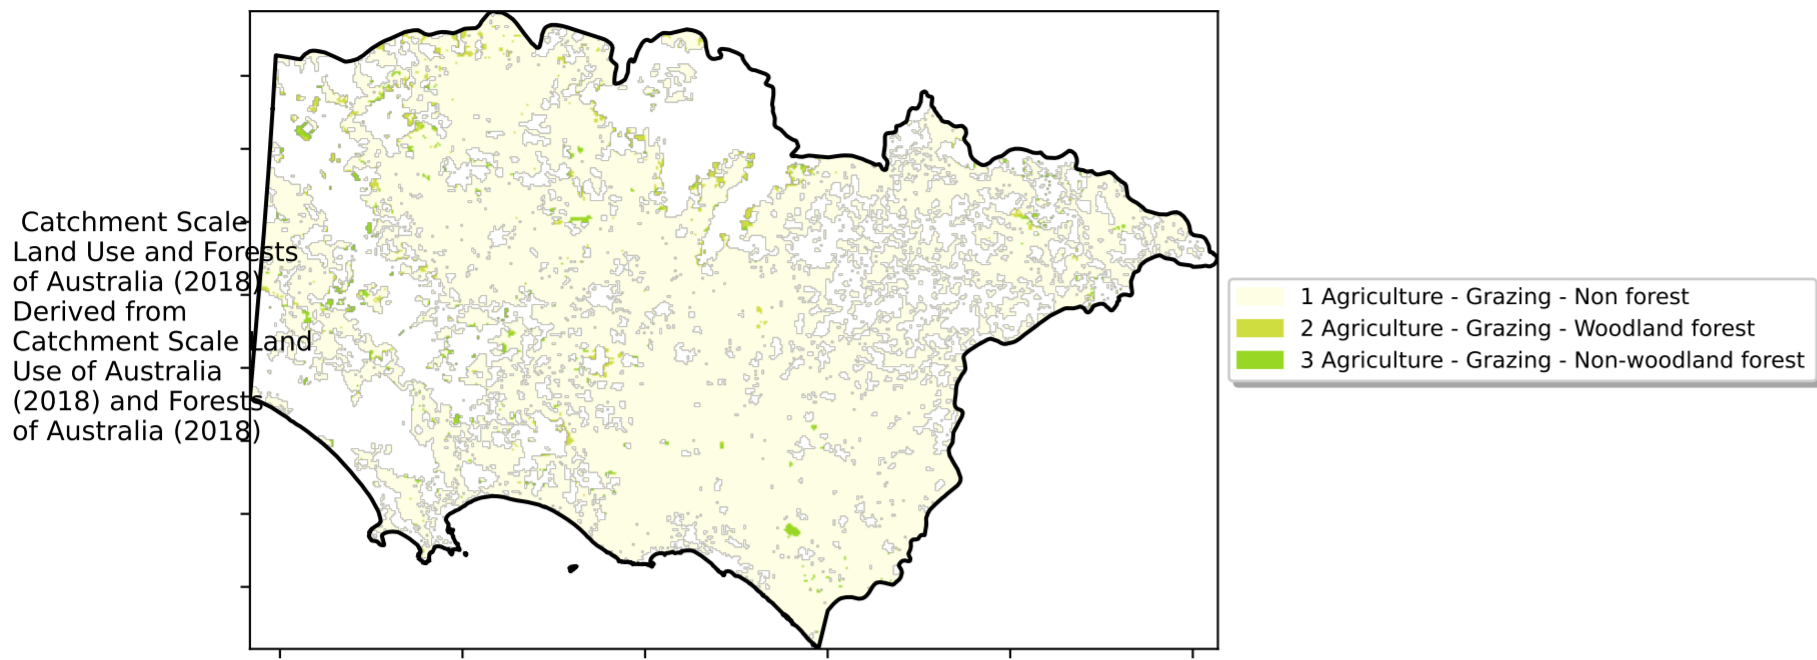 Catchment Scale
Land Use and Forests
of Australia (2018)
Derived from
Catchment Scale Land
Use of Australia
(2018) and Forests
of Australia (2018)
1 Agriculture - Grazing - Non forest
2 Agriculture - Grazing - Woodland forest
3 Agriculture - Grazing - Non-woodland forest